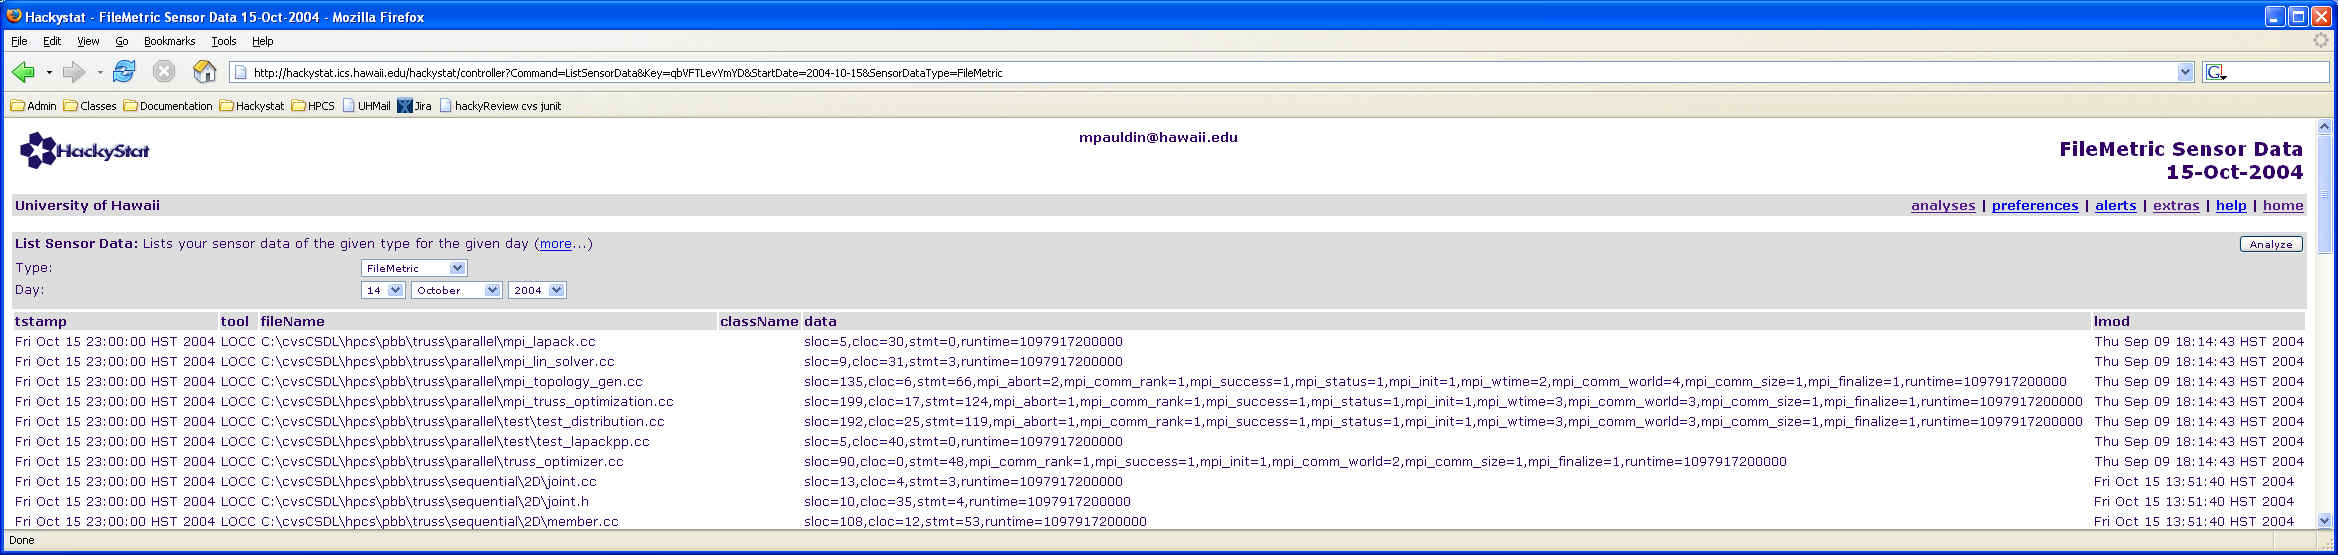 Hackystat - FileMetric Sensor Data 15-Oct-2004 - Mozilla Firefox
File Edit View Go Bookmarks Tools Help
http://hackystat.ics.hawaii.edu/hackystat/controller?Command=ListSensorData&Key=qbVFTLevYmYD&StartDate=2004-10-15&SensorDataType=FileMetric
Admin Classes Documentation Hackystat HPCS UHMail Jira hackyReview cvs junit
mpauldin@hawaii.edu
HackyStat
FileMetric Sensor Data
15-Oct-2004
University of Hawaii analyses | preferences | alerts | extras | help | home
List Sensor Data: Lists your sensor data of the given type for the given day (more...) Analyze
Type: FileMetric
Day: 14 October 2004
tstamp tool fileName className data lmod
Fri Oct 15 23:00:00 HST 2004 LOCC C:\cvsCSDL\hpcs\pbb\truss\parallel\mpi_lapack.cc sloc=5,cloc=30,stmt=0,runtime=1097917200000 Thu Sep 09 18:14:43 HST 2004
Fri Oct 15 23:00:00 HST 2004 LOCC C:\cvsCSDL\hpcs\pbb\truss\parallel\mpi_lin_solver.cc sloc=9,cloc=31,stmt=3,runtime=1097917200000 Thu Sep 09 18:14:43 HST 2004
Fri Oct 15 23:00:00 HST 2004 LOCC C:\cvsCSDL\hpcs\pbb\truss\parallel\mpi_topology_gen.cc sloc=135,cloc=6,stmt=66,mpi_abort=2,mpi_comm_rank=1,mpi_success=1,mpi_status=1,mpi_init=1,mpi_wtime=2,mpi_comm_world=4,mpi_comm_size=1,mpi_finalize=1,runtime=1097917200000 Thu Sep 09 18:14:43 HST 2004
Fri Oct 15 23:00:00 HST 2004 LOCC C:\cvsCSDL\hpcs\pbb\truss\parallel\mpi_truss_optimization.cc sloc=199,cloc=17,stmt=124,mpi_abort=1,mpi_comm_rank=1,mpi_success=1,mpi_status=1,mpi_init=1,mpi_wtime=3,mpi_comm_world=3,mpi_comm_size=1,mpi_finalize=1,runtime=1097917200000 Thu Sep 09 18:14:43 HST 2004
Fri Oct 15 23:00:00 HST 2004 LOCC C:\cvsCSDL\hpcs\pbb\truss\parallel\test\test_distribution.cc sloc=192,cloc=25,stmt=119,mpi_abort=1,mpi_comm_rank=1,mpi_success=1,mpi_status=1,mpi_init=1,mpi_wtime=3,mpi_comm_world=3,mpi_comm_size=1,mpi_finalize=1,runtime=1097917200000 Thu Sep 09 18:14:43 HST 2004
Fri Oct 15 23:00:00 HST 2004 LOCC C:\cvsCSDL\hpcs\pbb\truss\parallel\test\test_lapackpp.cc sloc=5,cloc=40,stmt=0,runtime=1097917200000 Thu Sep 09 18:14:43 HST 2004
Fri Oct 15 23:00:00 HST 2004 LOCC C:\cvsCSDL\hpcs\pbb\truss\parallel\truss_optimizer.cc sloc=90,cloc=0,stmt=48,mpi_comm_rank=1,mpi_success=1,mpi_init=1,mpi_comm_world=2,mpi_comm_size=1,mpi_finalize=1,runtime=1097917200000 Thu Sep 09 18:14:43 HST 2004
Fri Oct 15 23:00:00 HST 2004 LOCC C:\cvsCSDL\hpcs\pbb\truss\sequential\2D\joint.cc sloc=13,cloc=4,stmt=3,runtime=1097917200000 Fri Oct 15 13:51:40 HST 2004
Fri Oct 15 23:00:00 HST 2004 LOCC C:\cvsCSDL\hpcs\pbb\truss\sequential\2D\joint.h sloc=10,cloc=35,stmt=4,runtime=1097917200000 Fri Oct 15 13:51:40 HST 2004
Fri Oct 15 23:00:00 HST 2004 LOCC C:\cvsCSDL\hpcs\pbb\truss\sequential\2D\member.cc sloc=108,cloc=12,stmt=53,runtime=1097917200000 Fri Oct 15 13:51:40 HST 2004
Done